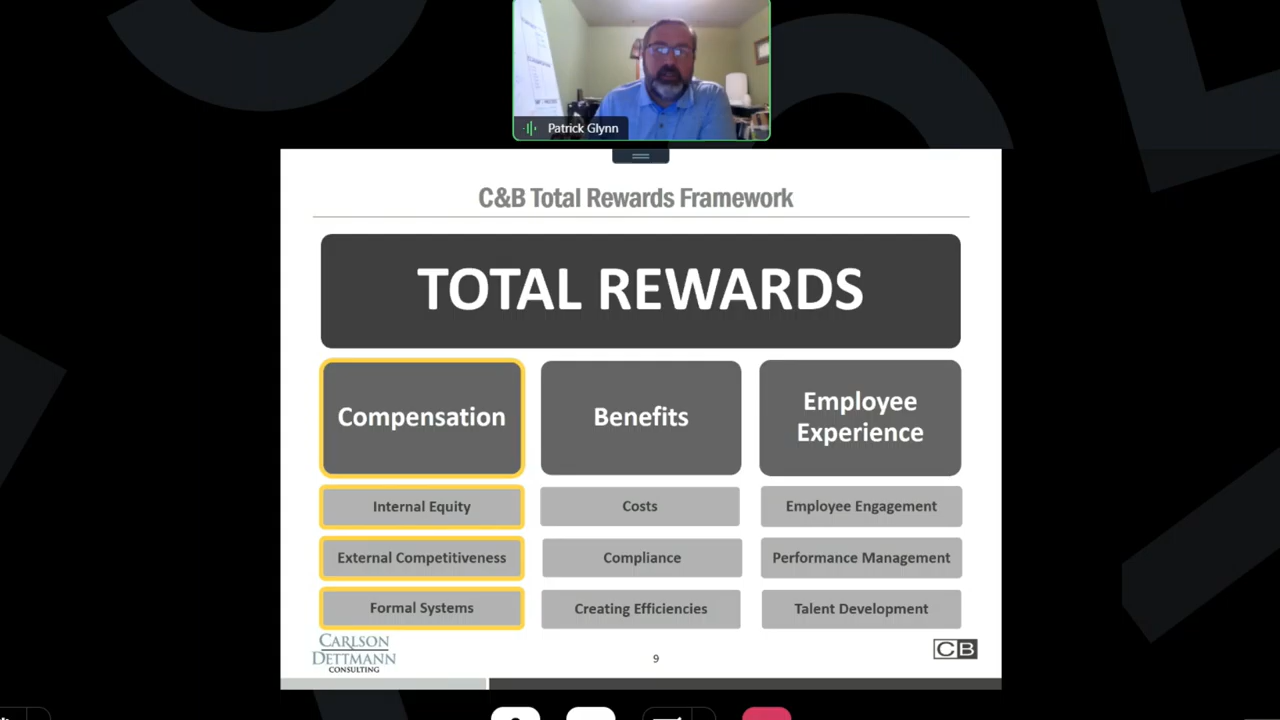 Patrick Glynn
C&B Total Rewards Framework
TOTAL REWARDS
Compensation
Benefits
Employee
Experience
Internal Equity
Costs
Employee Engagement
External Competitiveness
Compliance
Performance Management
Formal Systems
Creating Efficiencies
Talent Development
CARLSON
DETTMANN
CONSULTING
9
CB